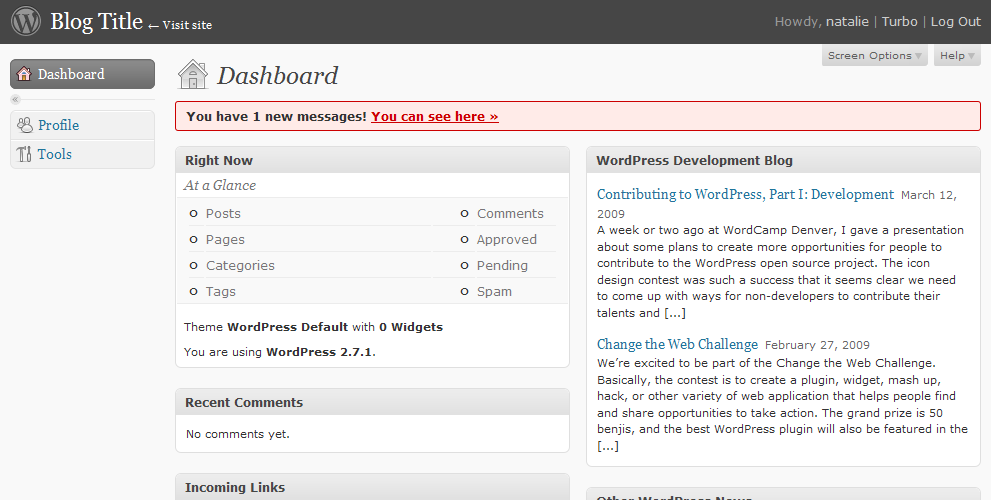 Blog Title ← Visit site
Howdy, natalie | Turbo | Log Out
Screen Options
Help
Dashboard
Profile
Tools
Dashboard
You have 1 new messages! You can see here »
Right Now
At a Glance
o Posts
o Comments
o Pages
o Approved
o Categories
o Pending
o Tags
o Spam
Theme WordPress Default with 0 Widgets
You are using WordPress 2.7.1.
Recent Comments
No comments yet.
Incoming Links
WordPress Development Blog
Contributing to WordPress, Part I: Development March 12,
2009
A week or two ago at WordCamp Denver, I gave a presentation
about some plans to create more opportunities for people to
contribute to the WordPress open source project. The icon
design contest was such a success that it seems clear we need
to come up with ways for non-developers to contribute their
talents and [...]
Change the Web Challenge February 27, 2009
We're excited to be part of the Change the Web Challenge.
Basically, the contest is to create a plugin, widget, mash up,
hack, or other variety of web application that helps people find
and share opportunities to take action. The grand prize is 50
benjis, and the best WordPress plugin will also be featured in the
[...]
Other WordPress News